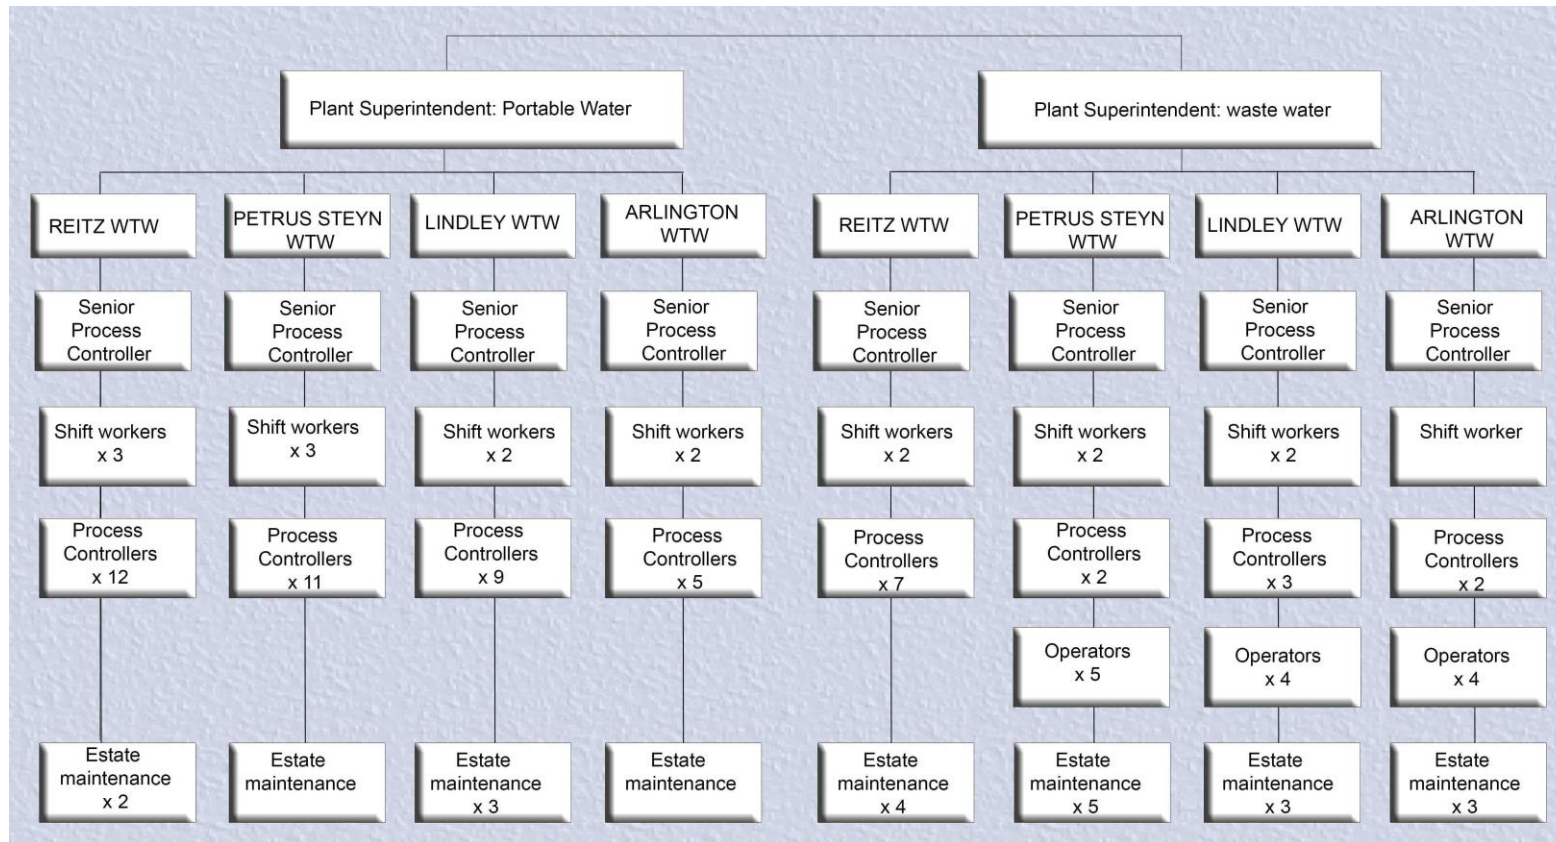 Plant Superintendent: Portable Water
Plant Superintendent: waste water
REITZ WTW
PETRUS STEYN
WTW
LINDLEY WTW
ARLINGTON
WTW
REITZ WTW
PETRUS STEYN
WTW
LINDLEY WTW
ARLINGTON
WTW
Senior
Process
Controller
Senior
Process
Controller
Senior
Process
Controller
Senior
Process
Controller
Senior
Process
Controller
Senior
Process
Controller
Senior
Process
Controller
Senior
Process
Controller
Shift workers
x 3
Shift workers
x 3
Shift workers
x 2
Shift workers
x 2
Shift workers
x 2
Shift workers
x 2
Shift workers
x 2
Shift worker
Process
Controllers
x 12
Process
Controllers
x 11
Process
Controllers
x 9
Process
Controllers
x 5
Process
Controllers
x 7
Process
Controllers
x 2
Process
Controllers
x 3
Process
Controllers
x 2
Operators
x 5
Operators
x 4
Operators
x 4
Estate
maintenance
x 2
Estate
maintenance
Estate
maintenance
x 3
Estate
maintenance
Estate
maintenance
x 4
Estate
maintenance
x 5
Estate
maintenance
x 3
Estate
maintenance
x 3